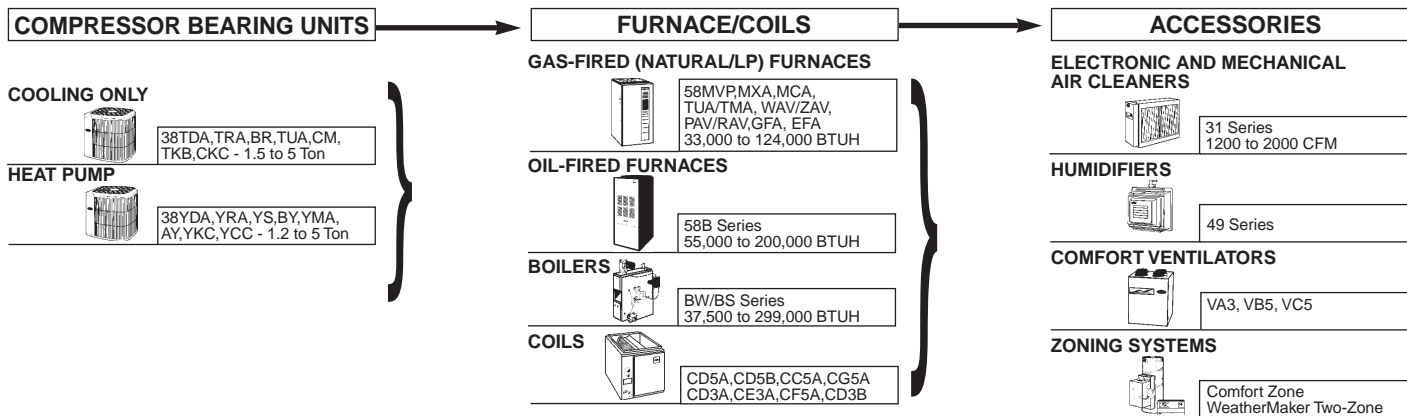 COMPRESSOR BEARING UNITS
COOLING ONLY
38TDA,TRA,BR,TUA,CM,
TKB,CKC - 1.5 to 5 Ton
HEAT PUMP
38YDA,YRA,YS,BY,YMA,
AY,YKC,YCC - 1.2 to 5 Ton
FURNACE/COILS
GAS-FIRED (NATURAL/LP) FURNACES
58MVP,MXA,MCA,
TUA/TMA, WAV/ZAV,
PAV/RAV,GFA, EFA
33,000 to 124,000 BTUH
OIL-FIRED FURNACES
58B Series
55,000 to 200,000 BTUH
BOILERS
BW/BS Series
37,500 to 299,000 BTUH
COILS
CD5A,CD5B,CC5A,CG5A
CD3A,CE3A,CF5A,CD3B
ACCESSORIES
ELECTRONIC AND MECHANICAL
AIR CLEANERS
31 Series
1200 to 2000 CFM
HUMIDIFIERS
49 Series
COMFORT VENTILATORS
VA3, VB5, VC5
ZONING SYSTEMS
Comfort Zone
WeatherMaker Two-Zone